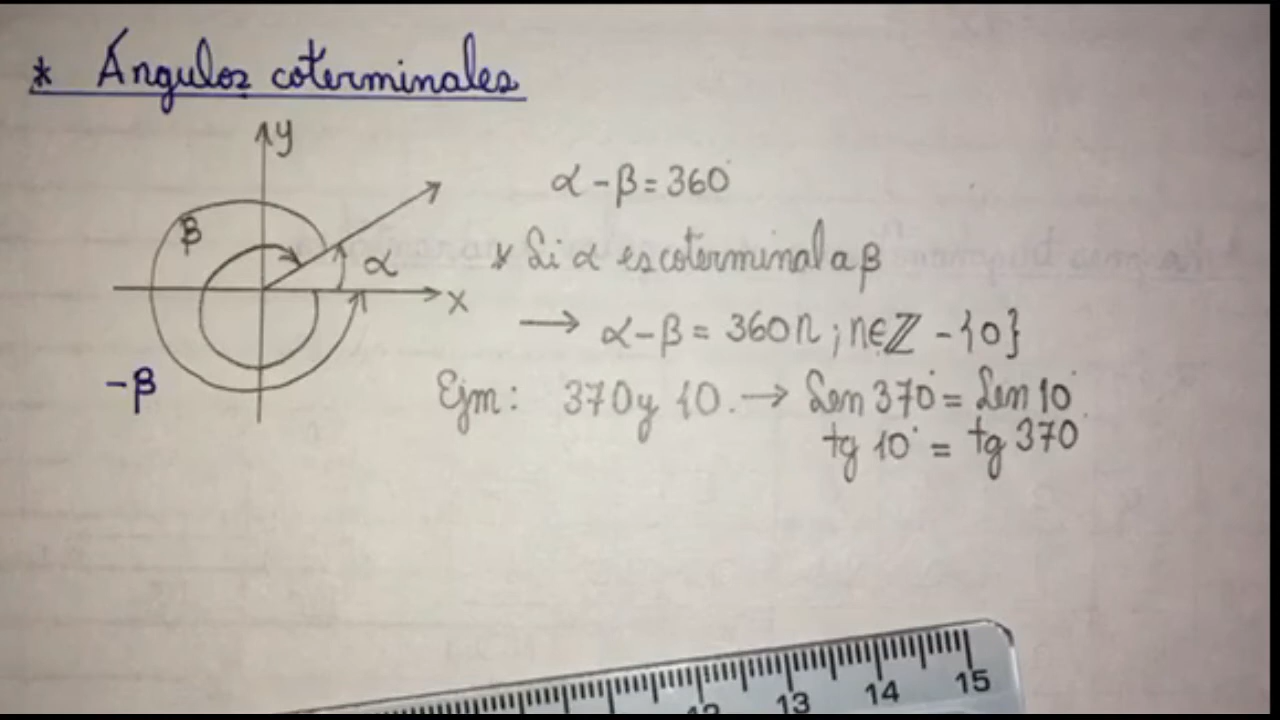 * Ángulos coterminales
y
β
α
x
-β
α - β = 360°
* Si α es coterminal a β
→ α - β = 360n ; n ∈ ℤ - {0}
Ejm: 370 y 10. → Sen 370° = Sen 10°
tg 10° = tg 370
12 13 14 15